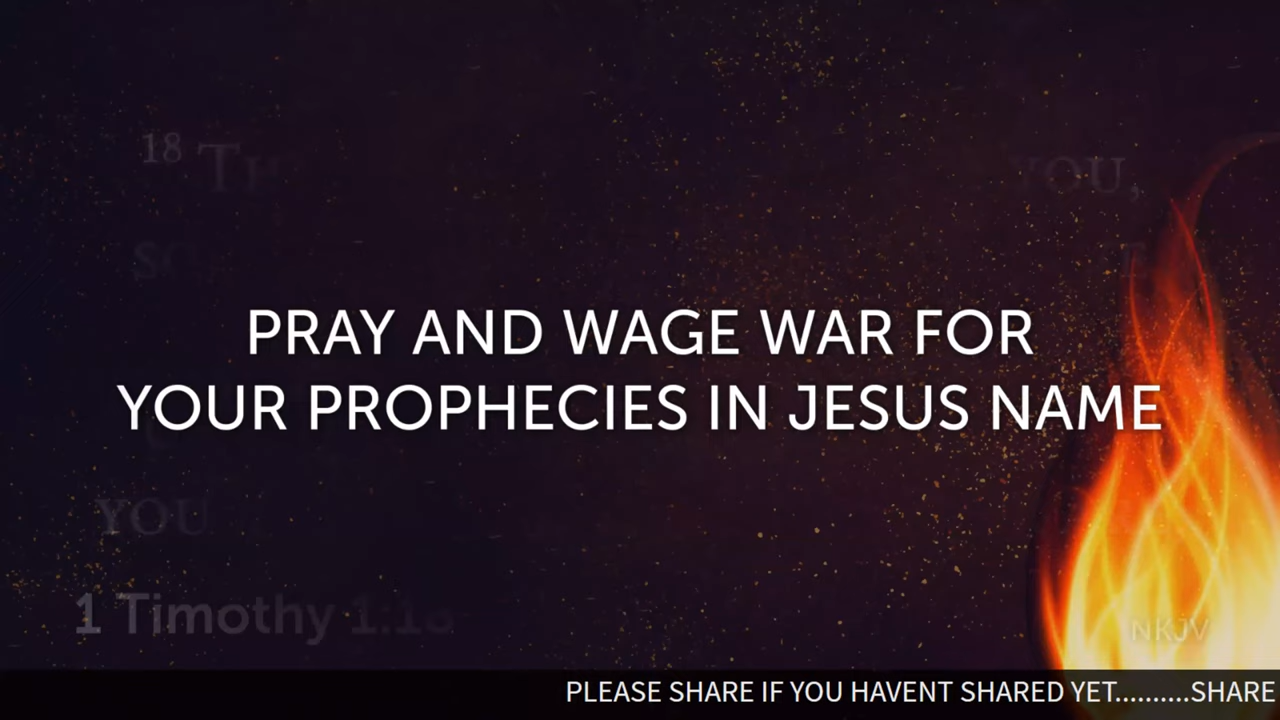 18
YOU,
PRAY AND WAGE WAR FOR
YOUR PROPHECIES IN JESUS NAME
YOU
1 Timothy 1:18
NKJV
PLEASE SHARE IF YOU HAVENT SHARED YET..........SHARE